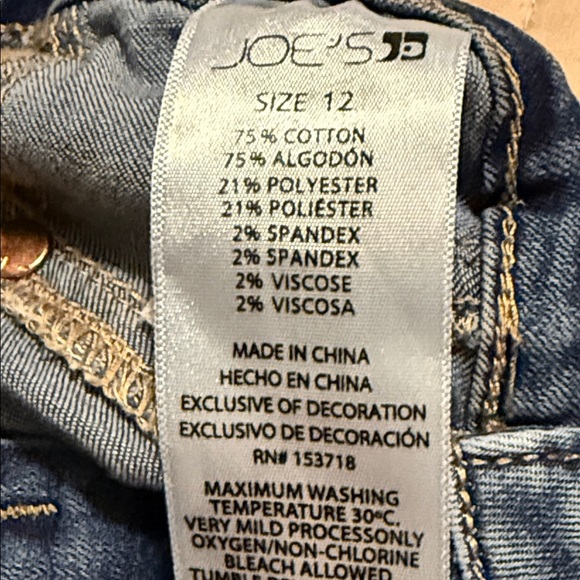 JOE'S
SIZE 12
75% COTTON
75% ALGODÓN
21% POLYESTER
21% POLIÉSTER
2% SPANDEX
2% SPANDEX
2% VISCOSE
2% VISCOSA
MADE IN CHINA
HECHO EN CHINA
EXCLUSIVE OF DECORATION
EXCLUSIVO DE DECORACIÓN
RN# 153718
MAXIMUM WASHING
TEMPERATURE 30°C.
VERY MILD PROCESSONLY
OXYGEN/NON-CHLORINE
BLEACH ALLOWED
TUMBLE